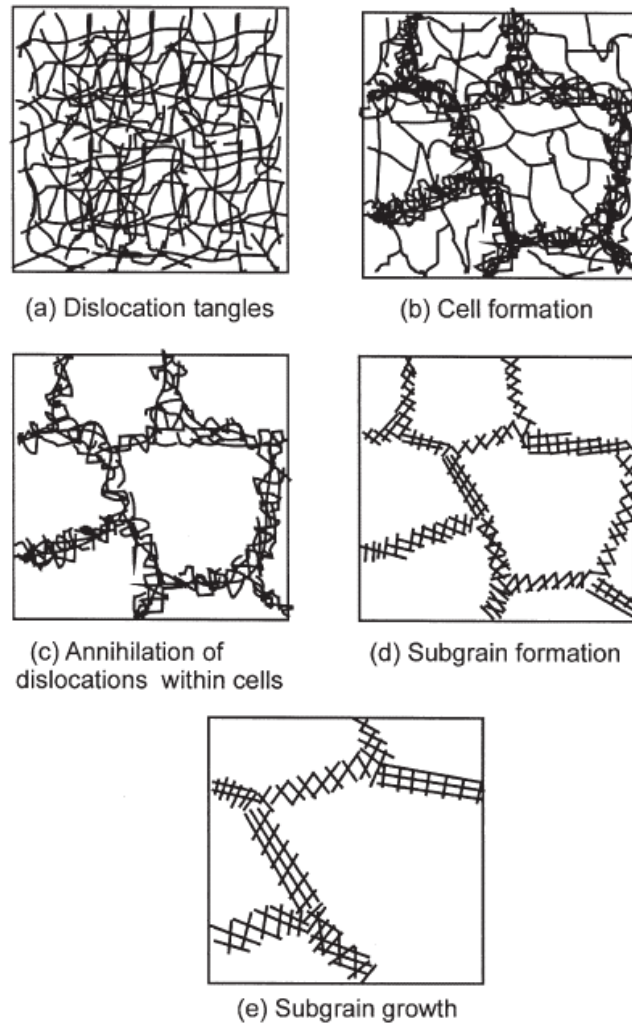 (a) Dislocation tangles
(b) Cell formation
(c) Annihilation of
dislocations within cells
(d) Subgrain formation
(e) Subgrain growth